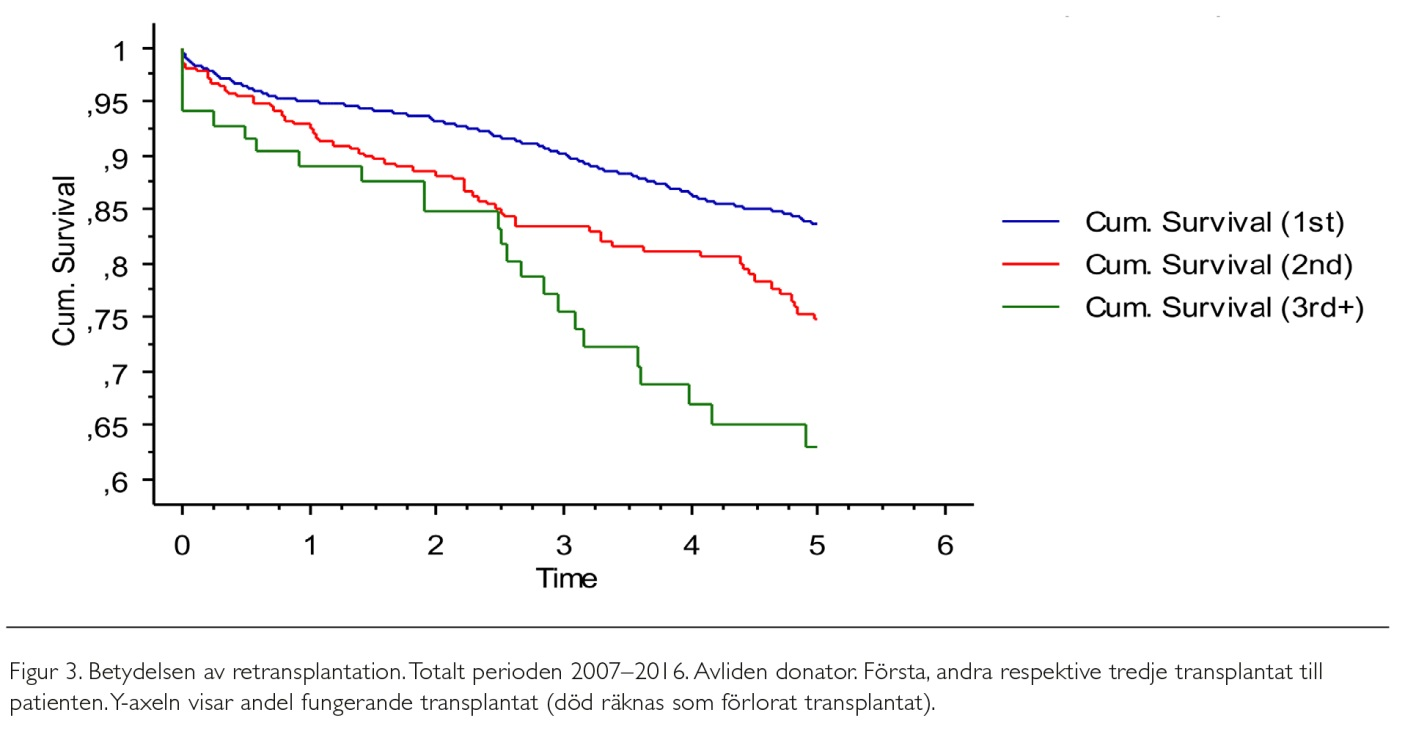 1
,95
,9
,85
,8
,75
,7
,65
,6
Cum. Survival
0 1 2 3 4 5 6
Time
Cum. Survival (1st)
Cum. Survival (2nd)
Cum. Survival (3rd+)
Figur 3. Betydelsen av retransplantation. Totalt perioden 2007–2016. Avliden donator. Första, andra respektive tredje transplantat till
patienten. Y-axeln visar andel fungerande transplantat (död räknas som förlorat transplantat).